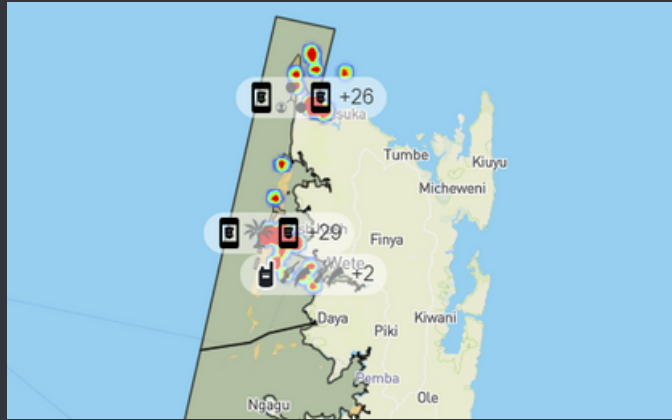 +26
Tumbe
Kiuyu
Micheweni
+29
Finya
Wete
+2
Daya
Piki
Kiwani
Pemba
Ole
Ngagu